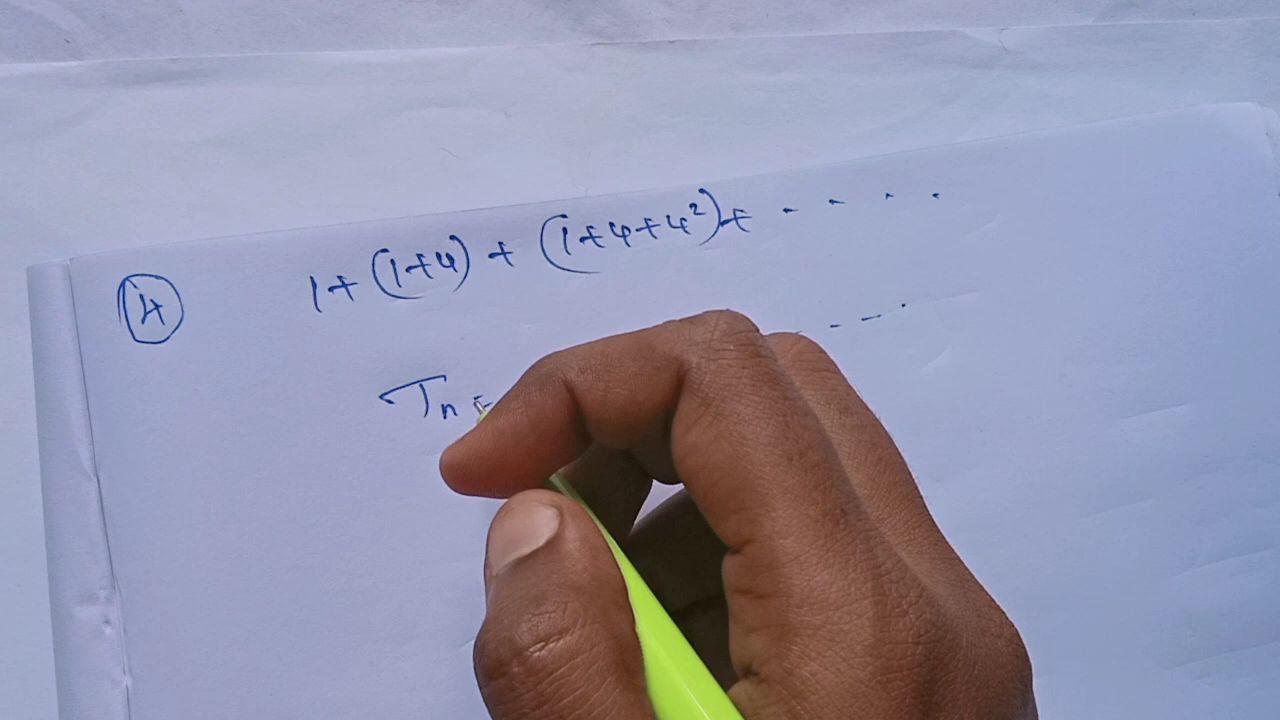 ④ 1+(1+4) + (1+4+4²)+ - - - -
Tn =